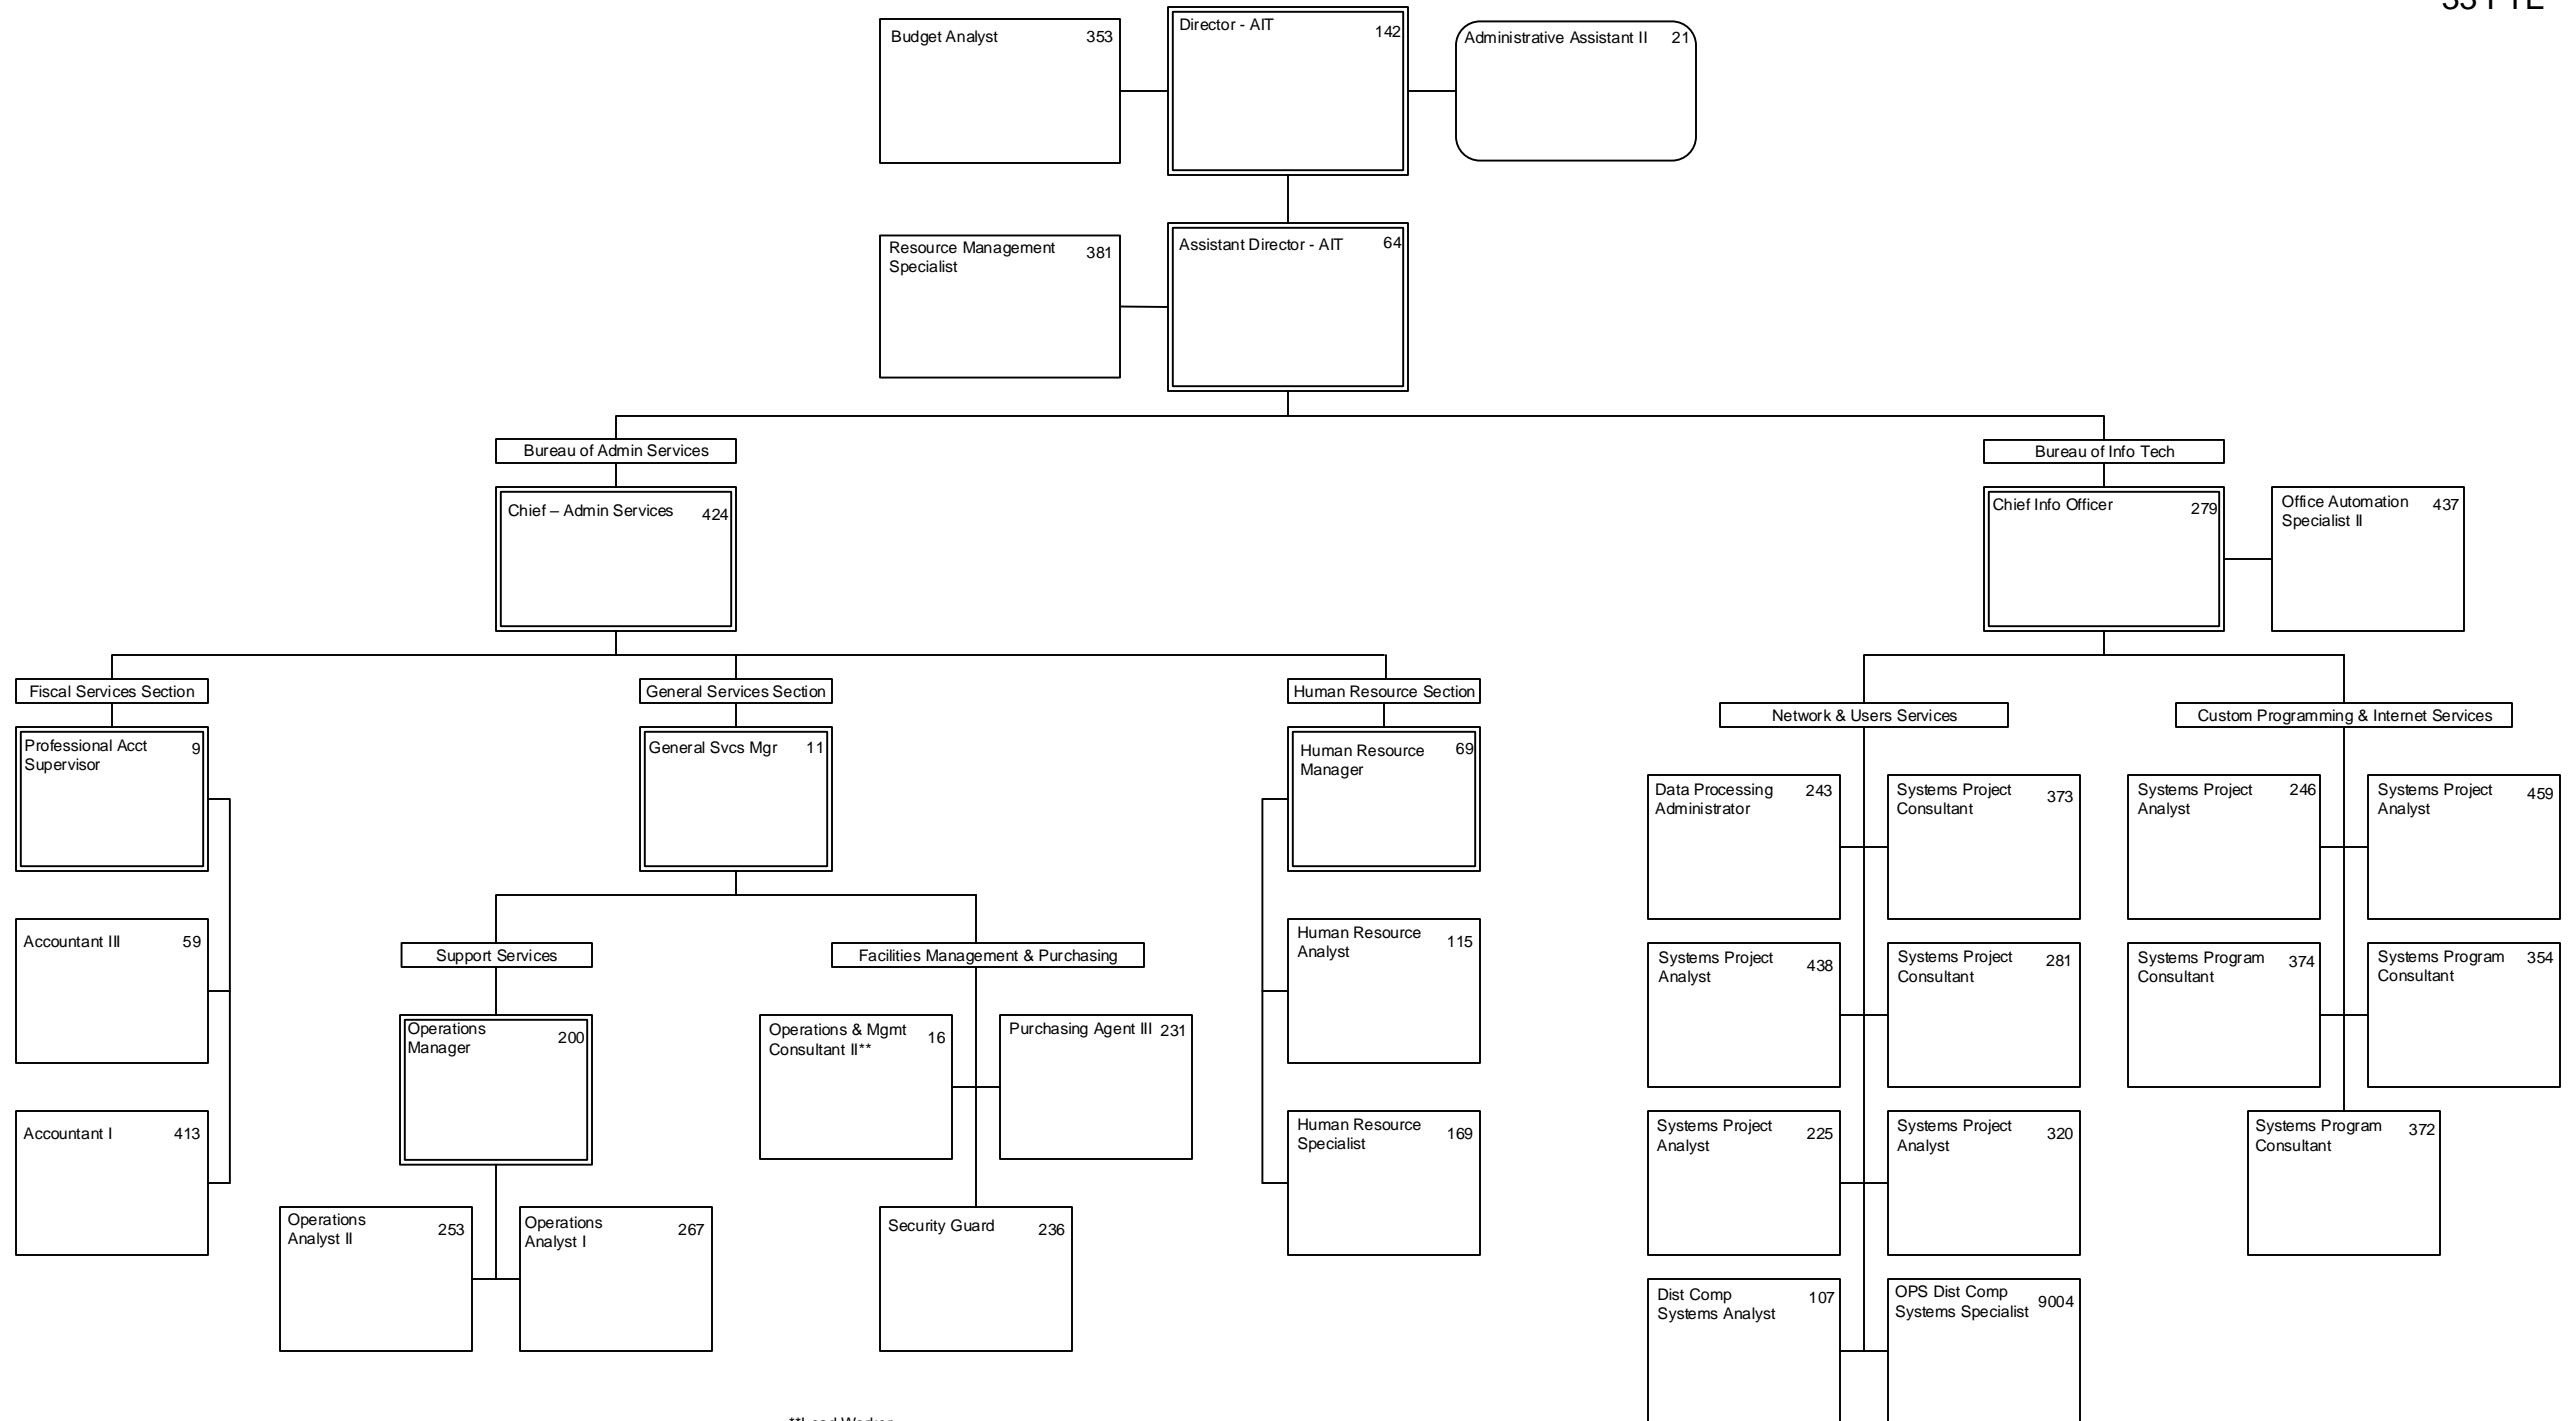 33 FTE
Budget Analyst 353
Director - AIT 142
Administrative Assistant II 21
Resource Management 381
Specialist
Assistant Director - AIT 64
Bureau of Admin Services
Bureau of Info Tech
Chief – Admin Services 424
Chief Info Officer 279
Office Automation 437
Specialist II
Fiscal Services Section
General Services Section
Human Resource Section
Network & Users Services
Custom Programming & Internet Services
Professional Acct 9
Supervisor
General Svcs Mgr 11
Human Resource 69
Manager
Data Processing 243
Administrator
Systems Project 373
Consultant
Systems Project 246
Analyst
Systems Project 459
Analyst
Accountant III 59
Support Services
Facilities Management & Purchasing
Human Resource 115
Analyst
Systems Project 438
Analyst
Systems Project 281
Consultant
Systems Program 374
Consultant
Systems Program 354
Consultant
Operations 200
Manager
Operations & Mgmt 16
Consultant II**
Purchasing Agent III 231
Accountant I 413
Human Resource 169
Specialist
Systems Project 225
Analyst
Systems Project 320
Analyst
Systems Program 372
Consultant
Operations 253
Analyst II
Operations 267
Analyst I
Security Guard 236
Dist Comp 107
Systems Analyst
OPS Dist Comp 9004
Systems Specialist
**Lead Worker